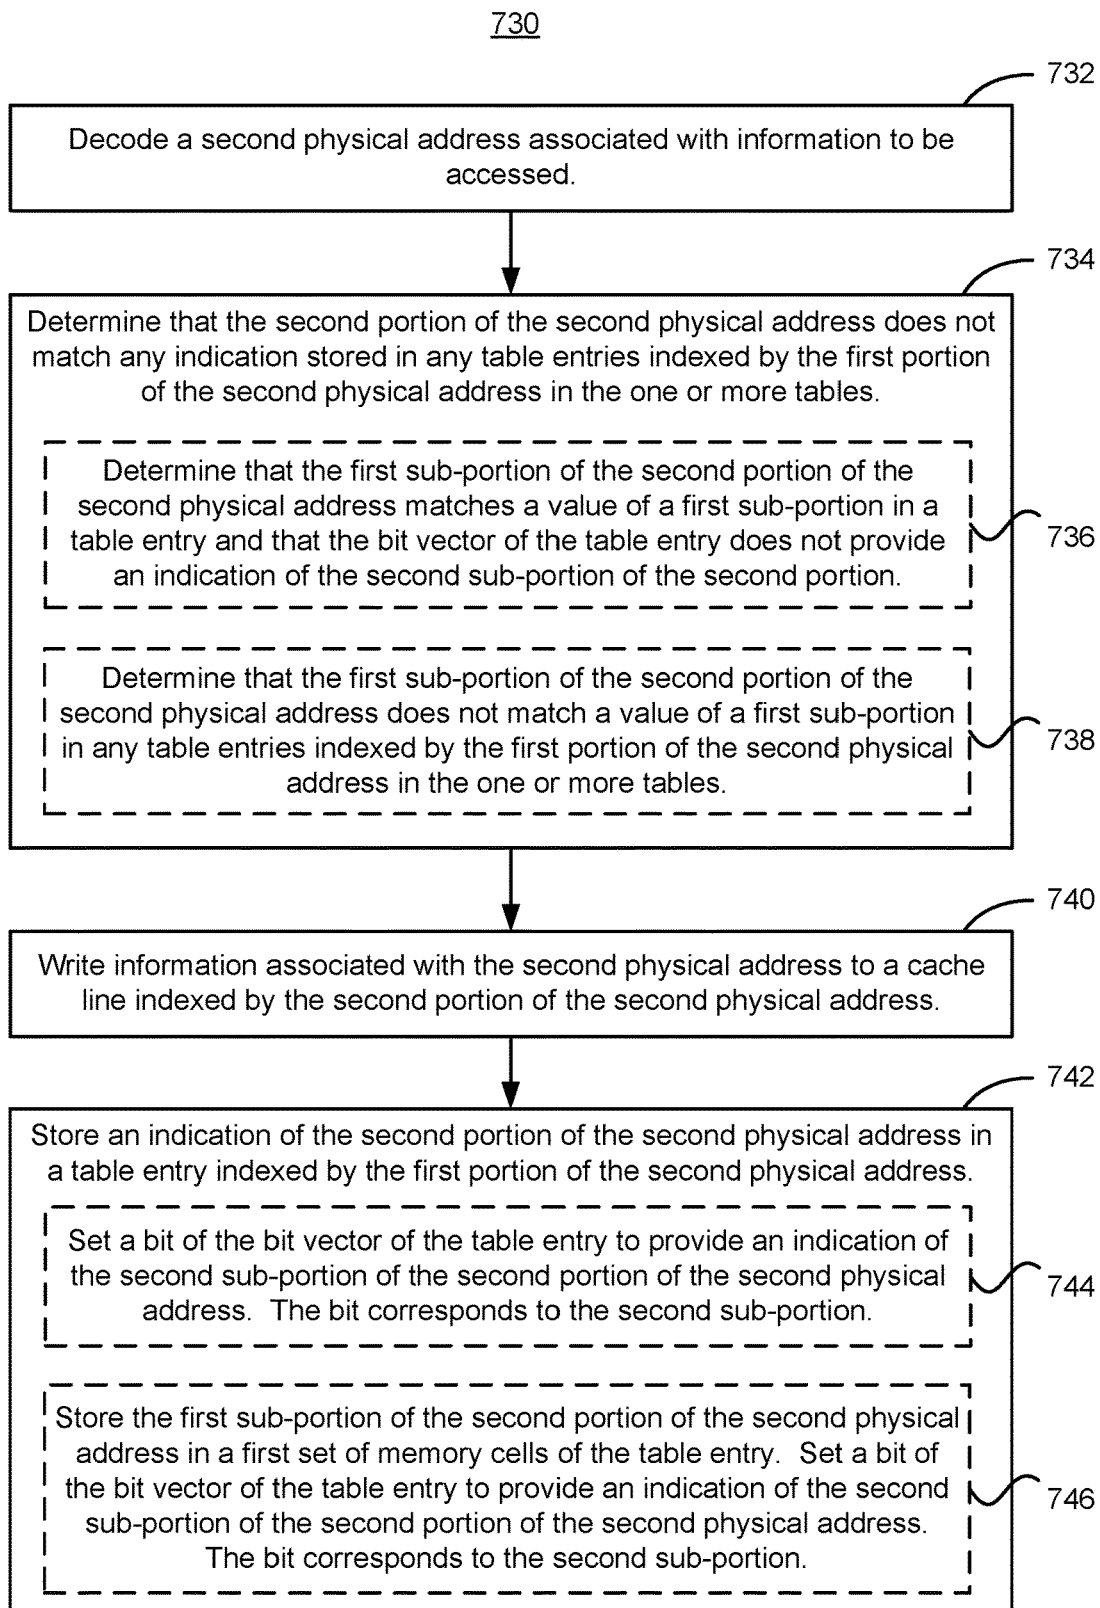 730
732
Decode a second physical address associated with information to be
accessed.
734
Determine that the second portion of the second physical address does not
match any indication stored in any table entries indexed by the first portion
of the second physical address in the one or more tables.
Determine that the first sub-portion of the second portion of the
second physical address matches a value of a first sub-portion in a
table entry and that the bit vector of the table entry does not provide
an indication of the second sub-portion of the second portion.
736
Determine that the first sub-portion of the second portion of the
second physical address does not match a value of a first sub-portion
in any table entries indexed by the first portion of the second physical
address in the one or more tables.
738
740
Write information associated with the second physical address to a cache
line indexed by the second portion of the second physical address.
742
Store an indication of the second portion of the second physical address in
a table entry indexed by the first portion of the second physical address.
Set a bit of the bit vector of the table entry to provide an indication of
the second sub-portion of the second portion of the second physical
address.  The bit corresponds to the second sub-portion.
744
Store the first sub-portion of the second portion of the second physical
address in a first set of memory cells of the table entry.  Set a bit of
the bit vector of the table entry to provide an indication of the second
sub-portion of the second portion of the second physical address.
The bit corresponds to the second sub-portion.
746